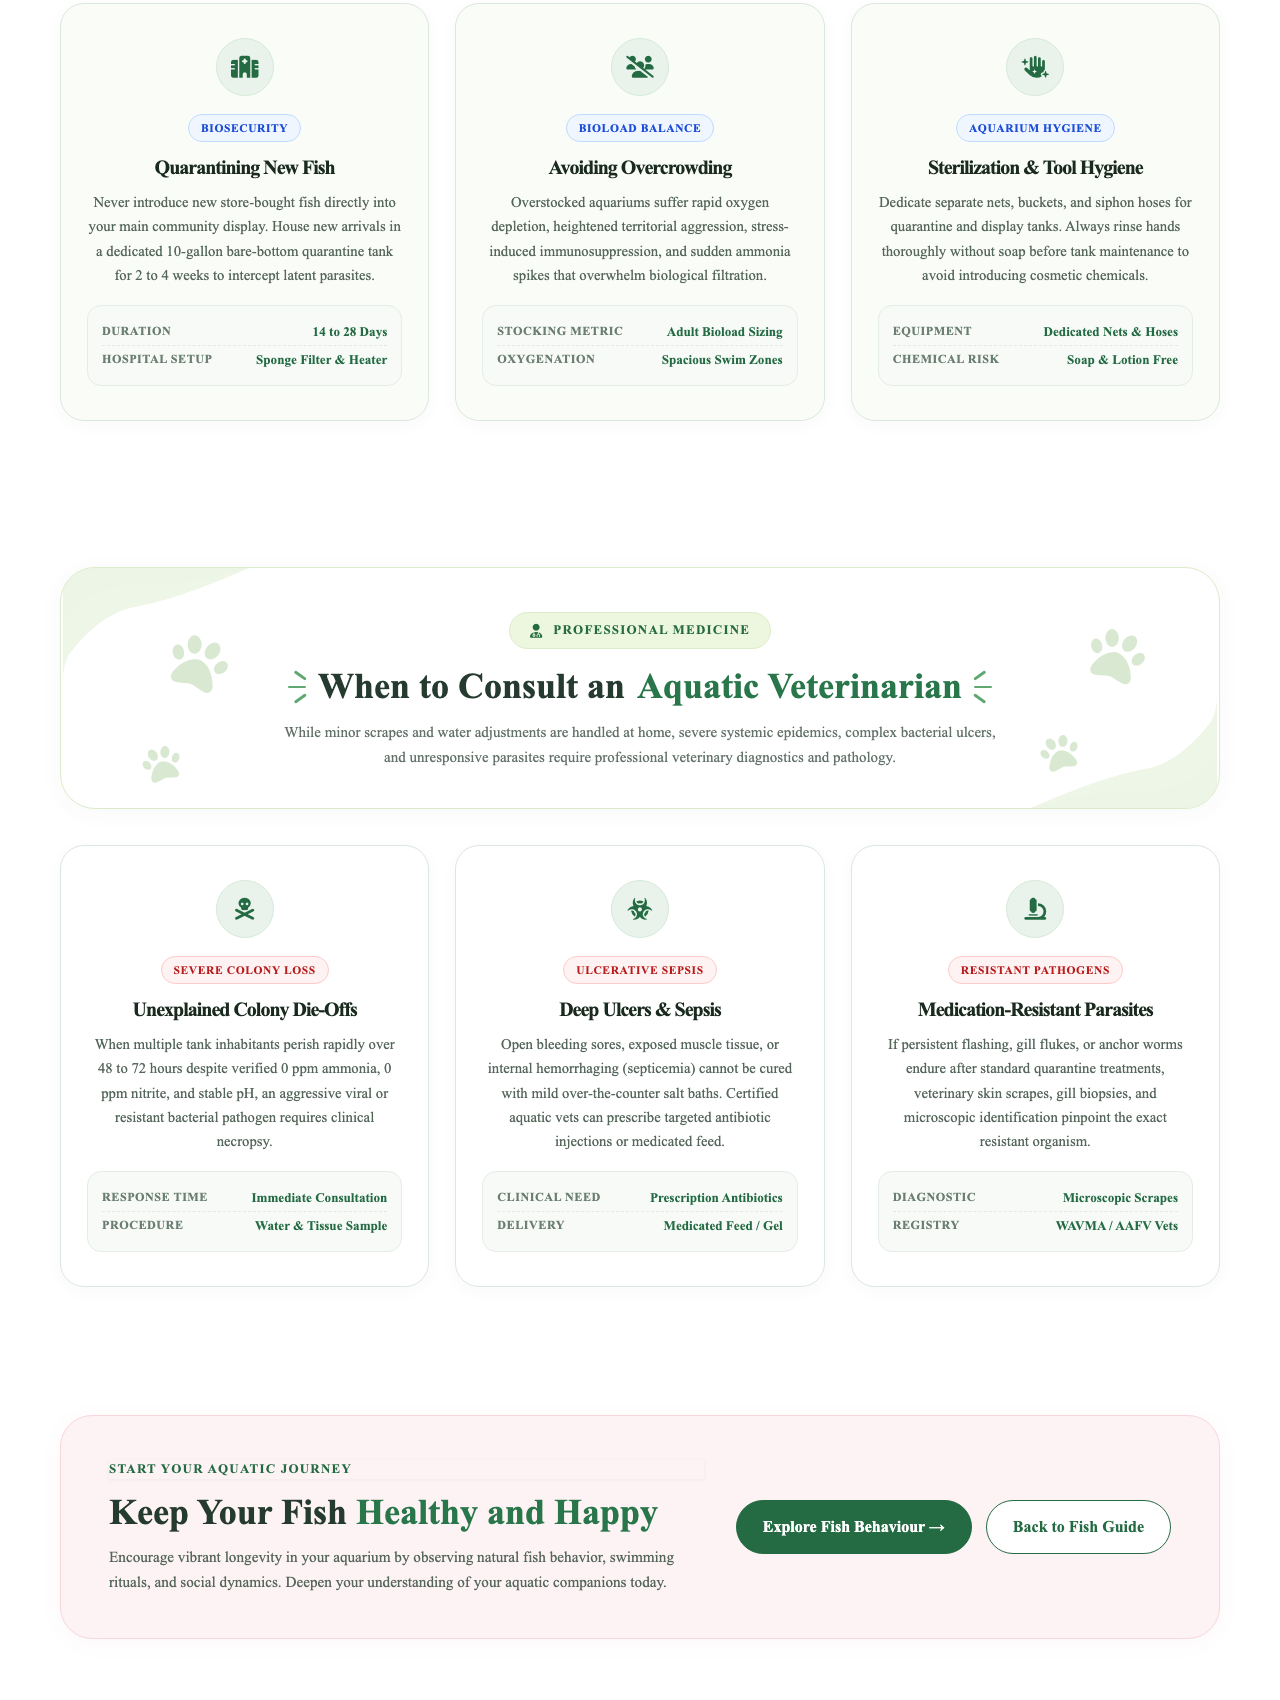 BIOSECURITY
Quarantining New Fish
Never introduce new store-bought fish directly into
your main community display. House new arrivals in
a dedicated 10-gallon bare-bottom quarantine tank
for 2 to 4 weeks to intercept latent parasites.
DURATION 14 to 28 Days
HOSPITAL SETUP Sponge Filter & Heater
BIOLOAD BALANCE
Avoiding Overcrowding
Overstocked aquariums suffer rapid oxygen
depletion, heightened territorial aggression, stress-
induced immunosuppression, and sudden ammonia
spikes that overwhelm biological filtration.
STOCKING METRIC Adult Bioload Sizing
OXYGENATION Spacious Swim Zones
AQUARIUM HYGIENE
Sterilization & Tool Hygiene
Dedicate separate nets, buckets, and siphon hoses for
quarantine and display tanks. Always rinse hands
thoroughly without soap before tank maintenance to
avoid introducing cosmetic chemicals.
EQUIPMENT Dedicated Nets & Hoses
CHEMICAL RISK Soap & Lotion Free
PROFESSIONAL MEDICINE
When to Consult an Aquatic Veterinarian
While minor scrapes and water adjustments are handled at home, severe systemic epidemics, complex bacterial ulcers,
and unresponsive parasites require professional veterinary diagnostics and pathology.
SEVERE COLONY LOSS
Unexplained Colony Die-Offs
When multiple tank inhabitants perish rapidly over
48 to 72 hours despite verified 0 ppm ammonia, 0
ppm nitrite, and stable pH, an aggressive viral or
resistant bacterial pathogen requires clinical
necropsy.
RESPONSE TIME Immediate Consultation
PROCEDURE Water & Tissue Sample
ULCERATIVE SEPSIS
Deep Ulcers & Sepsis
Open bleeding sores, exposed muscle tissue, or
internal hemorrhaging (septicemia) cannot be cured
with mild over-the-counter salt baths. Certified
aquatic vets can prescribe targeted antibiotic
injections or medicated feed.
CLINICAL NEED Prescription Antibiotics
DELIVERY Medicated Feed / Gel
RESISTANT PATHOGENS
Medication-Resistant Parasites
If persistent flashing, gill flukes, or anchor worms
endure after standard quarantine treatments,
veterinary skin scrapes, gill biopsies, and
microscopic identification pinpoint the exact
resistant organism.
DIAGNOSTIC Microscopic Scrapes
REGISTRY WAVMA / AAFV Vets
START YOUR AQUATIC JOURNEY
Keep Your Fish Healthy and Happy
Encourage vibrant longevity in your aquarium by observing natural fish behavior, swimming
rituals, and social dynamics. Deepen your understanding of your aquatic companions today.
Explore Fish Behaviour →
Back to Fish Guide